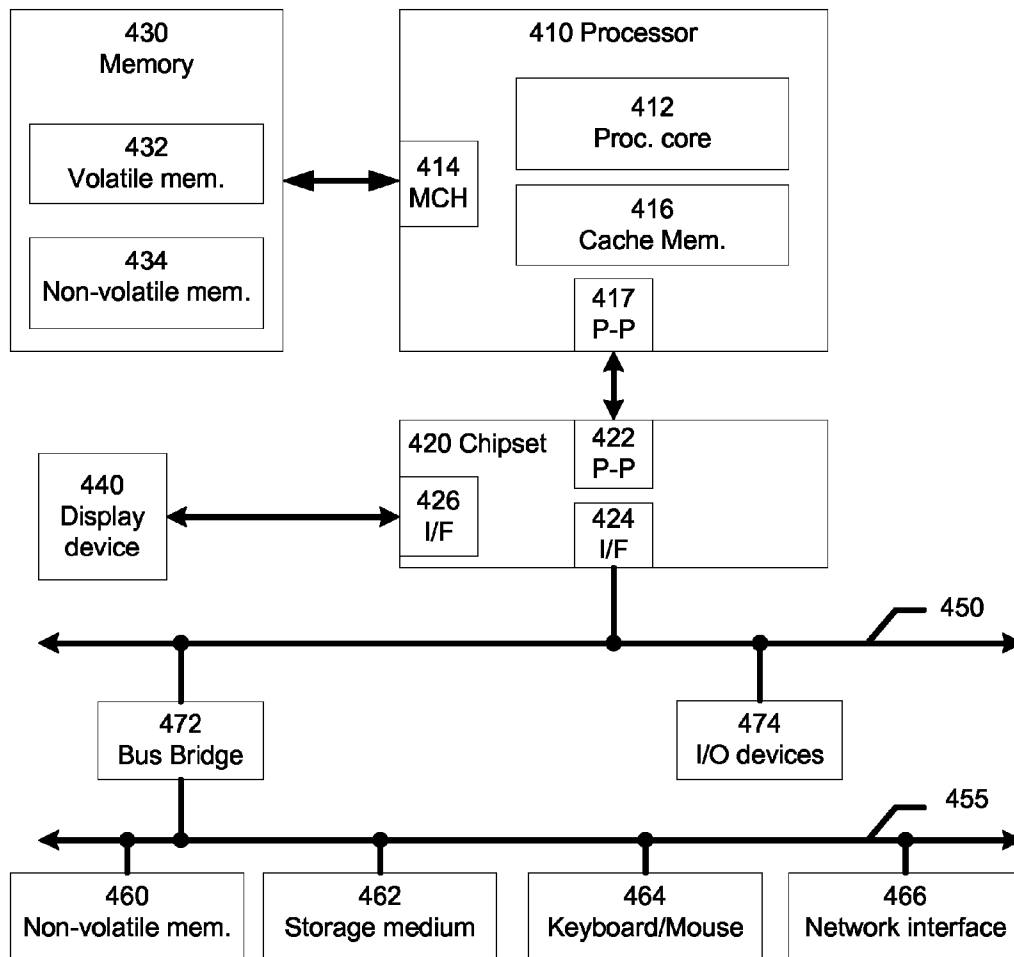 430
Memory
432
Volatile mem.
434
Non-volatile mem.
410 Processor
412
Proc. core
414
MCH
416
Cache Mem.
417
P-P
420 Chipset
422
P-P
426
I/F
424
I/F
440
Display
device
450
472
Bus Bridge
474
I/O devices
455
460
Non-volatile mem.
462
Storage medium
464
Keyboard/Mouse
466
Network interface